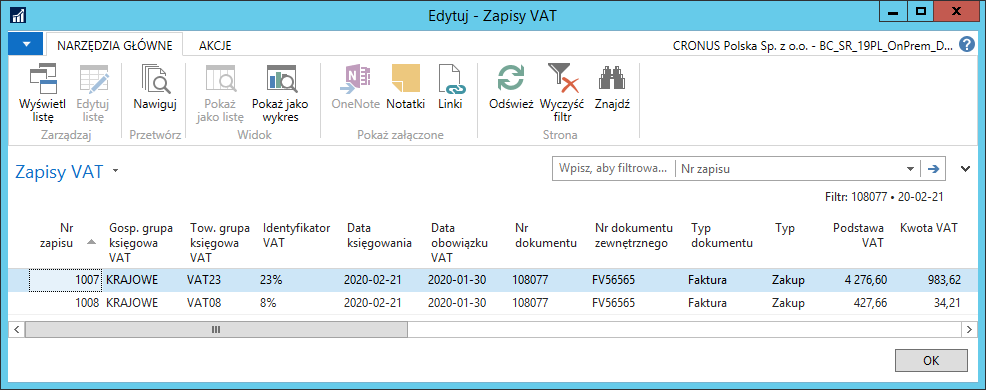 Edytuj - Zapisy VAT
NARZĘDZIA GŁÓWNE AKCJE CRONUS Polska Sp. z o.o. - BC_SR_19PL_OnPrem_D...
Wyświetl listę Edytuj listę Nawiguj Pokaż jako listę Pokaż jako wykres OneNote Notatki Linki Odśwież Wyczyść filtr Znajdź
Zarządzaj Przetwórz Widok Pokaż załączone Strona
Zapisy VAT Wpisz, aby filtrowa... Nr zapisu
Filtr: 108077 • 20-02-21
Nr zapisu Gosp. grupa księgowa VAT Tow. grupa księgowa VAT Identyfikator VAT Data księgowania Data obowiązku VAT Nr dokumentu Nr dokumentu zewnętrznego Typ dokumentu Typ Podstawa VAT Kwota VAT
1007 KRAJOWE VAT23 23% 2020-02-21 2020-01-30 108077 FV56565 Faktura Zakup 4 276,60 983,62
1008 KRAJOWE VAT08 8% 2020-02-21 2020-01-30 108077 FV56565 Faktura Zakup 427,66 34,21
OK